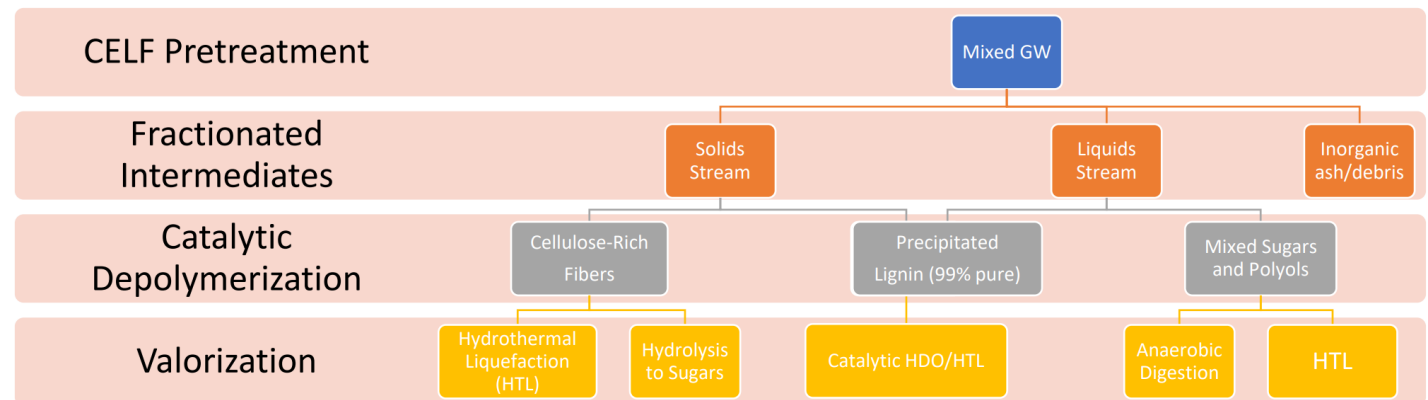 CELF Pretreatment
Mixed GW
Fractionated
Intermediates
Solids
Stream
Liquids
Stream
Inorganic
ash/debris
Catalytic
Depolymerization
Cellulose-Rich
Fibers
Precipitated
Lignin (99% pure)
Mixed Sugars
and Polyols
Valorization
Hydrothermal
Liquefaction
(HTL)
Hydrolysis
to Sugars
Catalytic HDO/HTL
Anaerobic
Digestion
HTL